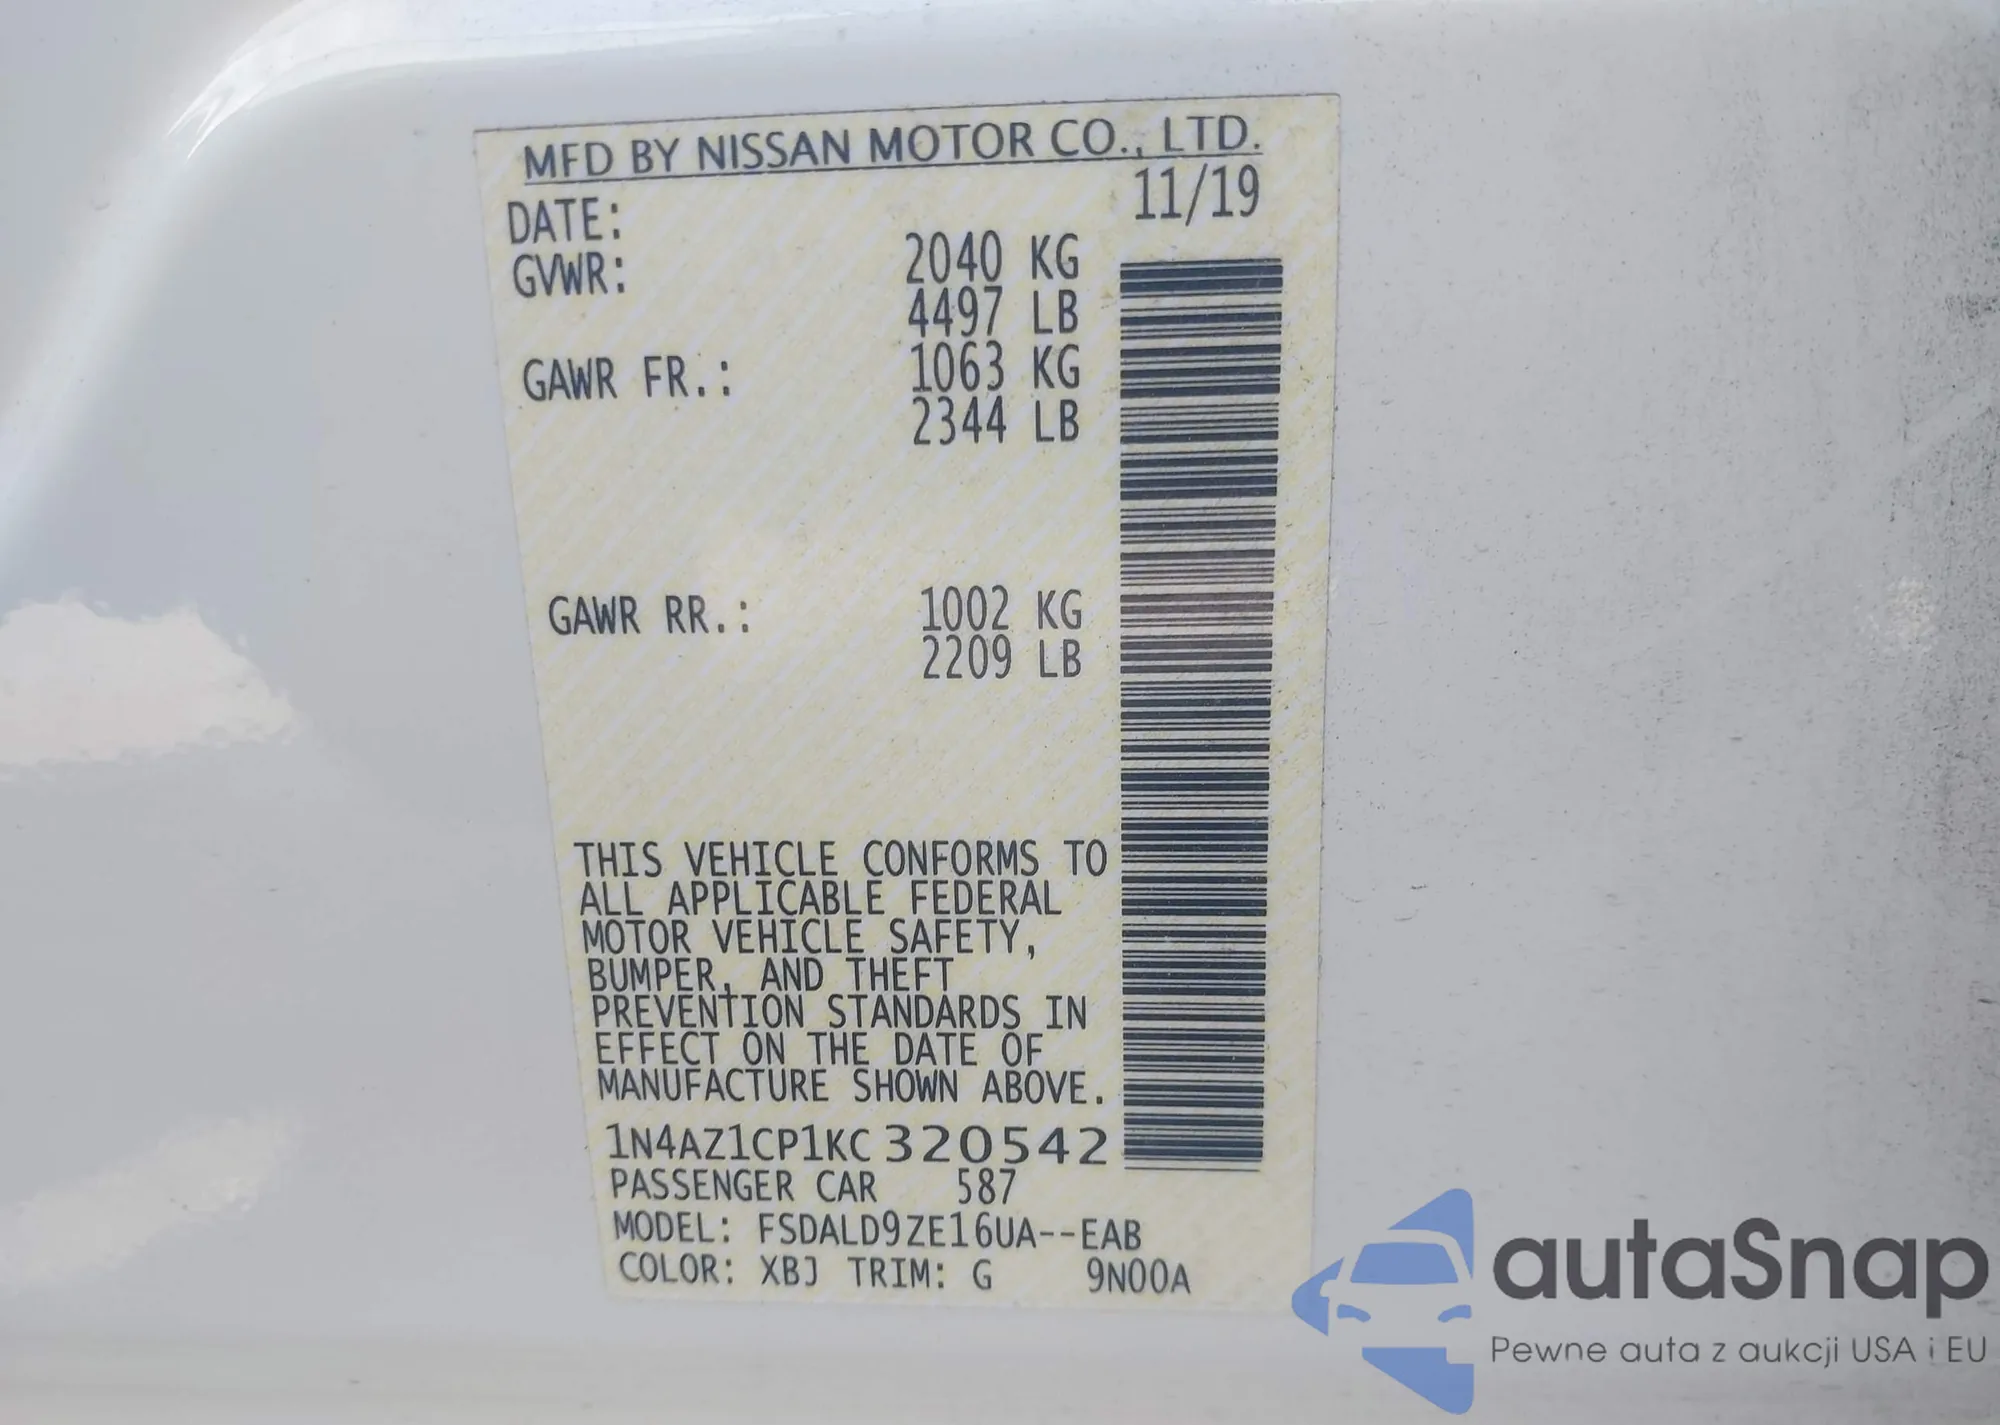 MFD BY NISSAN MOTOR CO., LTD.
DATE: 11/19
GVWR: 2040 KG
4497 LB
GAWR FR.: 1063 KG
2344 LB
GAWR RR.: 1002 KG
2209 LB
THIS VEHICLE CONFORMS TO
ALL APPLICABLE FEDERAL
MOTOR VEHICLE SAFETY,
BUMPER, AND THEFT
PREVENTION STANDARDS IN
EFFECT ON THE DATE OF
MANUFACTURE SHOWN ABOVE.
1N4AZ1CP1KC320542
PASSENGER CAR 587
MODEL: FSDALD9ZE16UA--EAB
COLOR: XBJ TRIM: G 9N00A
autaSnap
Pewne auta z aukcji USA i EU